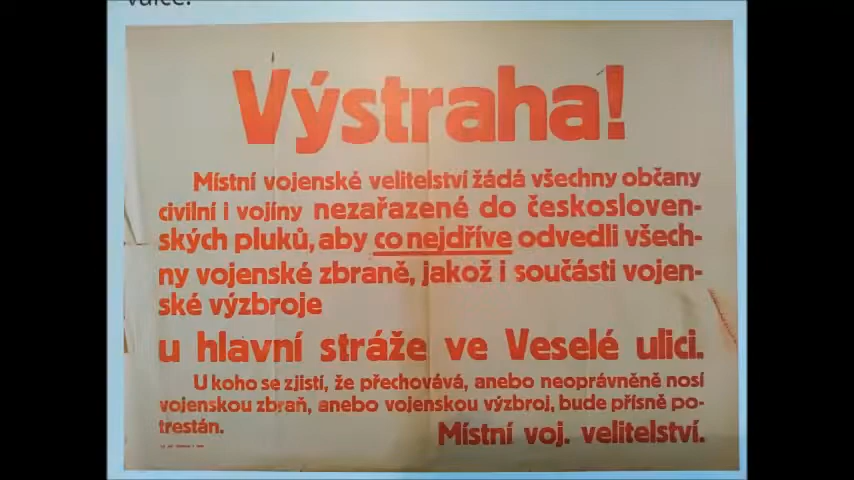 Výstraha!
Místní vojenské velitelství žádá všechny občany
civilní i vojíny nezařazené do českosloven-
ských pluků, aby co nejdříve odvedli všech-
ny vojenské zbraně, jakož i součásti vojen-
ské výzbroje
u hlavní stráže ve Veselé ulici.
U koho se zjistí, že přechovává, anebo neoprávněně nosí
vojenskou zbraň, anebo vojenskou výzbroj, bude přísně po-
trestán.
Místní voj. velitelství.